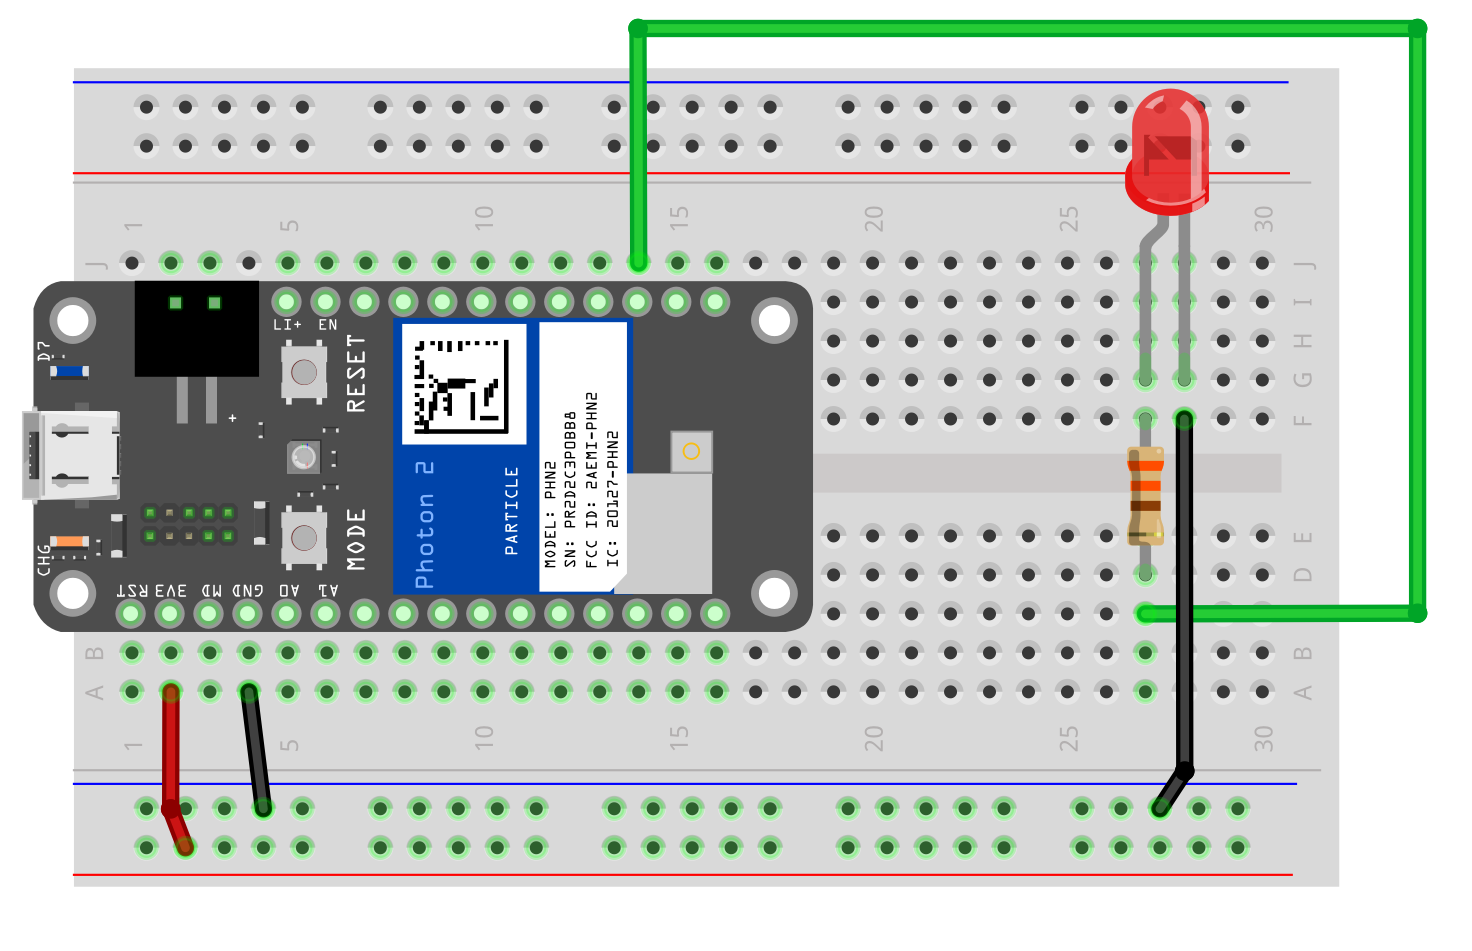 1 5 10 15 20 25 30
J J
I
H
G
F
LI+ EN
D7
RESET
+
Photon 2
PARTICLE
MODEL: PHN2
SN: PR2D2C3P0BB8
FCC ID: 2AEMI-PHN2
IC: 20127-PHN2
MODE
CHG
RST 3V3 MD GND A0 A1
E
D
B B
A A
1 5 10 15 20 25 30